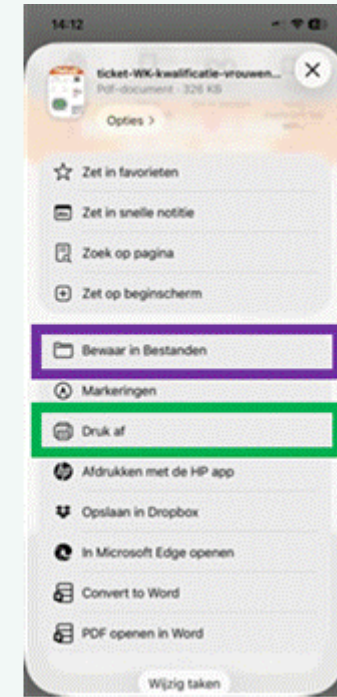 14:12
ticket-WK-kwalificatie-vrouwen...
Pdf-document · 326 KB
Opties >
Zet in favorieten
Zet in snelle notitie
Zoek op pagina
Zet op beginscherm
Bewaar in Bestanden
Markeringen
Druk af
Afdrukken met de HP app
Opslaan in Dropbox
In Microsoft Edge openen
Convert to Word
PDF openen in Word
Wijzig taken